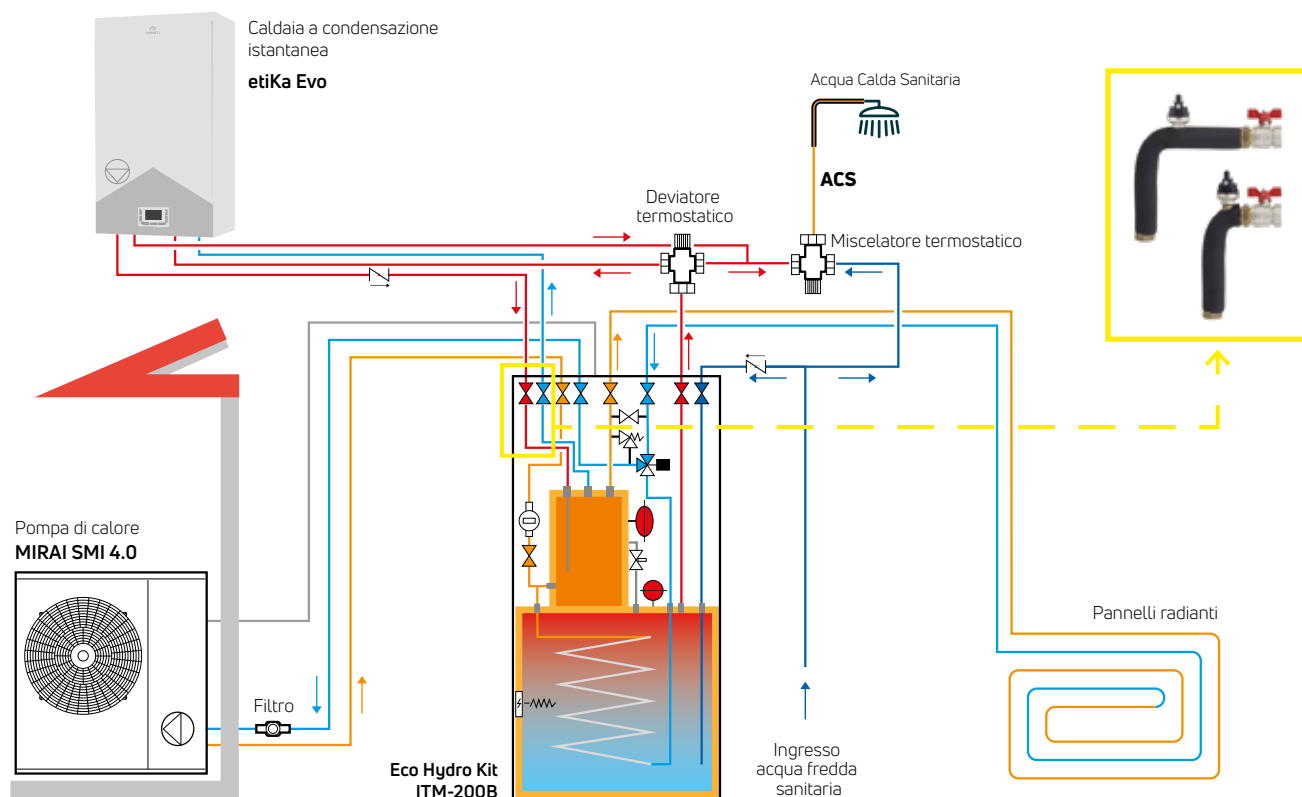 Caldaia a condensazione
istantanea
etiKa Evo
Acqua Calda Sanitaria
ACS
Deviatore
termostatico
Miscelatore termostatico
Pompa di calore
MIRAI SMI 4.0
Filtro
Pannelli radianti
Eco Hydro Kit
ITM-200B
Ingresso
acqua fredda
sanitaria